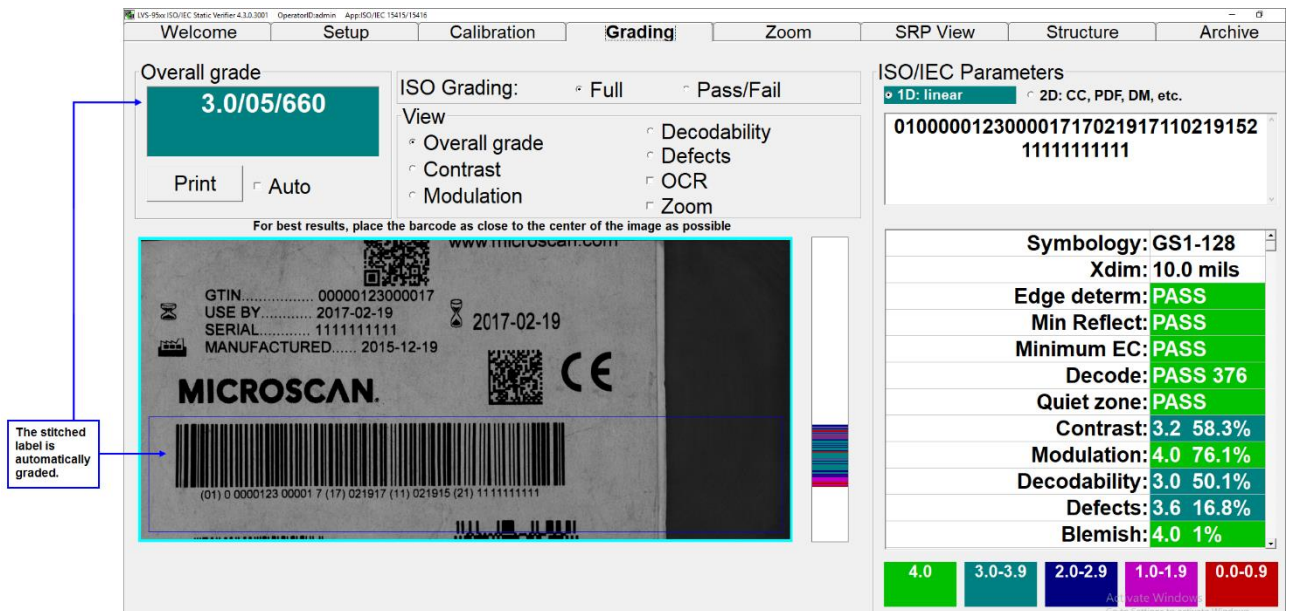 LVS-95xx ISO/IEC Static Verifier 4.3.0.3001 OperatorID:admin App:ISO/IEC 15415/15416
Welcome Setup Calibration Grading Zoom SRP View Structure Archive
Overall grade
3.0/05/660
Print Auto
ISO Grading: Full Pass/Fail
View
Overall grade
Contrast
Modulation
Decodability
Defects
OCR
Zoom
For best results, place the barcode as close to the center of the image as possible
www.microscan.com
GTIN................. 00000123000017
USE BY............ 2017-02-19
SERIAL............ 1111111111
MANUFACTURED...... 2015-12-19
2017-02-19
CE
MICROSCAN.
(01) 0 0000123 00001 7 (17) 021917 (11) 021915 (21) 1111111111
The stitched
label is
automatically
graded.
ISO/IEC Parameters
1D: linear 2D: CC, PDF, DM, etc.
010000012300001717021917110219152
11111111111
Symbology: GS1-128
Xdim: 10.0 mils
Edge determ: PASS
Min Reflect: PASS
Minimum EC: PASS
Decode: PASS 376
Quiet zone: PASS
Contrast: 3.2 58.3%
Modulation: 4.0 76.1%
Decodability: 3.0 50.1%
Defects: 3.6 16.8%
Blemish: 4.0 1%
4.0 3.0-3.9 2.0-2.9 1.0-1.9 0.0-0.9
Activate Windows